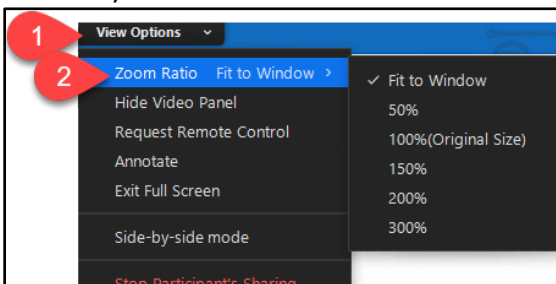 1
View Options
2
Zoom Ratio Fit to Window >
Hide Video Panel
Request Remote Control
Annotate
Exit Full Screen
Side-by-side mode
Stop Participant's Sharing
✓ Fit to Window
50%
100%(Original Size)
150%
200%
300%